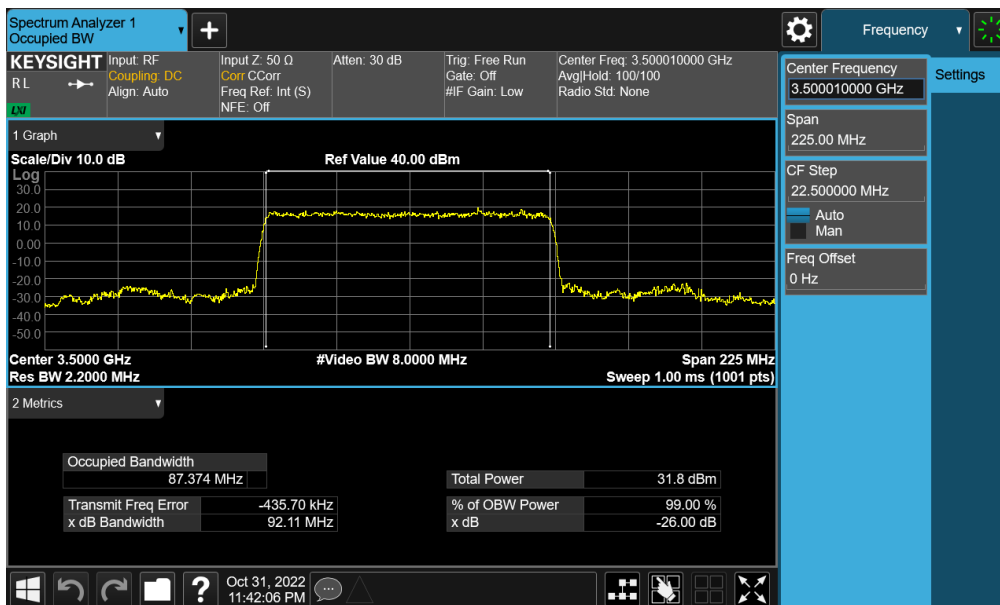 Spectrum Analyzer 1
Occupied BW
Frequency
KEYSIGHT
R L
LXI
Input: RF
Coupling: DC
Align: Auto
Input Z: 50 Ω
Corr CCorr
Freq Ref: Int (S)
NFE: Off
Atten: 30 dB
Trig: Free Run
Gate: Off
#IF Gain: Low
Center Freq: 3.500010000 GHz
Avg|Hold: 100/100
Radio Std: None
Center Frequency
3.500010000 GHz
Settings
Span
225.00 MHz
CF Step
22.500000 MHz
Auto
Man
Freq Offset
0 Hz
1 Graph
Scale/Div 10.0 dB
Ref Value 40.00 dBm
Log
30.0
20.0
10.0
0.00
-10.0
-20.0
-30.0
-40.0
-50.0
Center 3.5000 GHz
#Video BW 8.0000 MHz
Span 225 MHz
Res BW 2.2000 MHz
Sweep 1.00 ms (1001 pts)
2 Metrics
Occupied Bandwidth
87.374 MHz
Total Power 31.8 dBm
Transmit Freq Error -435.70 kHz
% of OBW Power 99.00 %
x dB Bandwidth 92.11 MHz
x dB -26.00 dB
?
Oct 31, 2022
11:42:06 PM